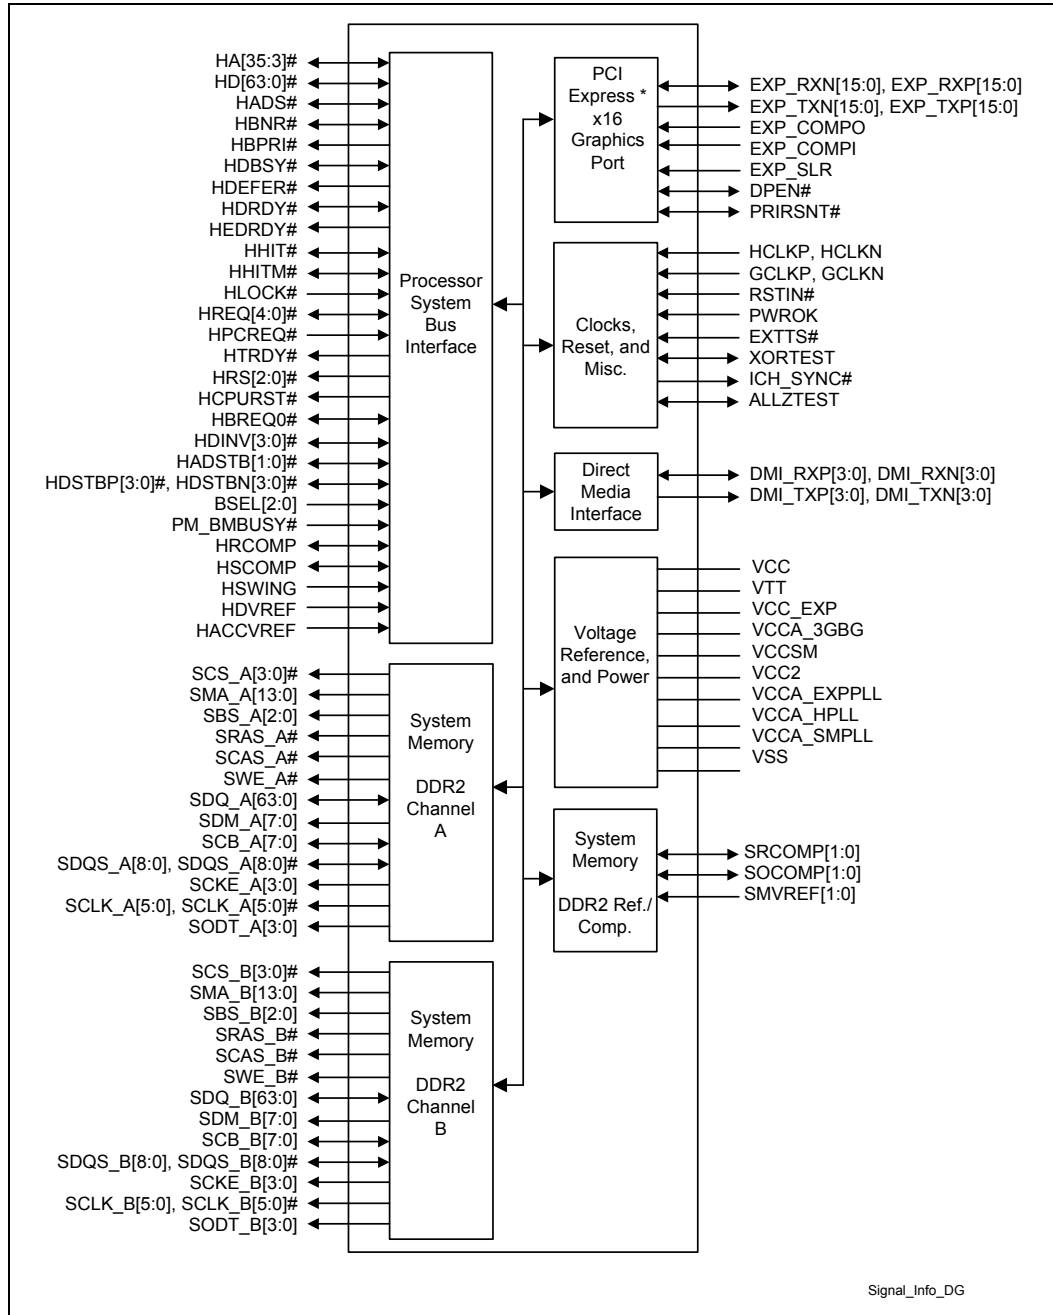 HA[35:3]#
HD[63:0]#
HADS#
HBNR#
HBPRI#
HDBSY#
HDEFER#
HDRDY#
HEDRDY#
HHIT#
HHITM#
HLOCK#
HREQ[4:0]#
HPCREQ#
HTRDY#
HRS[2:0]#
HCPURST#
HBREQ0#
HDINV[3:0]#
HADSTB[1:0]#
HDSTBP[3:0]#, HDSTBN[3:0]#
BSEL[2:0]
PM_BMBUSY#
HRCOMP
HSCOMP
HSWING
HDVREF
HACCVREF
Processor
System
Bus
Interface
SCS_A[3:0]#
SMA_A[13:0]
SBS_A[2:0]
SRAS_A#
SCAS_A#
SWE_A#
SDQ_A[63:0]
SDM_A[7:0]
SCB_A[7:0]
SDQS_A[8:0], SDQS_A[8:0]#
SCKE_A[3:0]
SCLK_A[5:0], SCLK_A[5:0]#
SODT_A[3:0]
System
Memory
DDR2
Channel
A
SCS_B[3:0]#
SMA_B[13:0]
SBS_B[2:0]
SRAS_B#
SCAS_B#
SWE_B#
SDQ_B[63:0]
SDM_B[7:0]
SCB_B[7:0]
SDQS_B[8:0], SDQS_B[8:0]#
SCKE_B[3:0]
SCLK_B[5:0], SCLK_B[5:0]#
SODT_B[3:0]
System
Memory
DDR2
Channel
B
PCI
Express *
x16
Graphics
Port
EXP_RXN[15:0], EXP_RXP[15:0]
EXP_TXN[15:0], EXP_TXP[15:0]
EXP_COMPO
EXP_COMPI
EXP_SLR
DPEN#
PRIRSNT#
Clocks,
Reset, and
Misc.
HCLKP, HCLKN
GCLKP, GCLKN
RSTIN#
PWROK
EXTTS#
XORTEST
ICH_SYNC#
ALLZTEST
Direct
Media
Interface
DMI_RXP[3:0], DMI_RXN[3:0]
DMI_TXP[3:0], DMI_TXN[3:0]
Voltage
Reference,
and Power
VCC
VTT
VCC_EXP
VCCA_3GBG
VCCSM
VCC2
VCCA_EXPPLL
VCCA_HPLL
VCCA_SMPLL
VSS
System
Memory
DDR2 Ref./
Comp.
SRCOMP[1:0]
SOCOMP[1:0]
SMVREF[1:0]
Signal_Info_DG